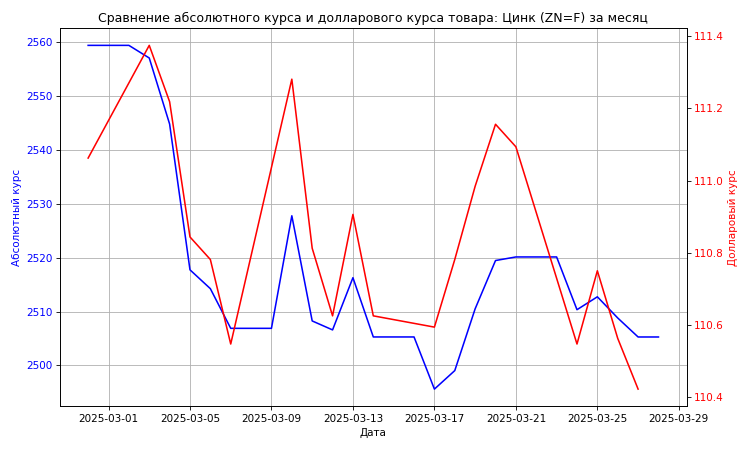 Сравнение абсолютного курса и долларового курса товара: Цинк (ZN=F) за месяц
2560
2550
2540
2530
2520
2510
2500
Абсолютный курс
111.4
111.2
111.0
110.8
110.6
110.4
Долларовый курс
2025-03-01 2025-03-05 2025-03-09 2025-03-13 2025-03-17 2025-03-21 2025-03-25 2025-03-29
Дата